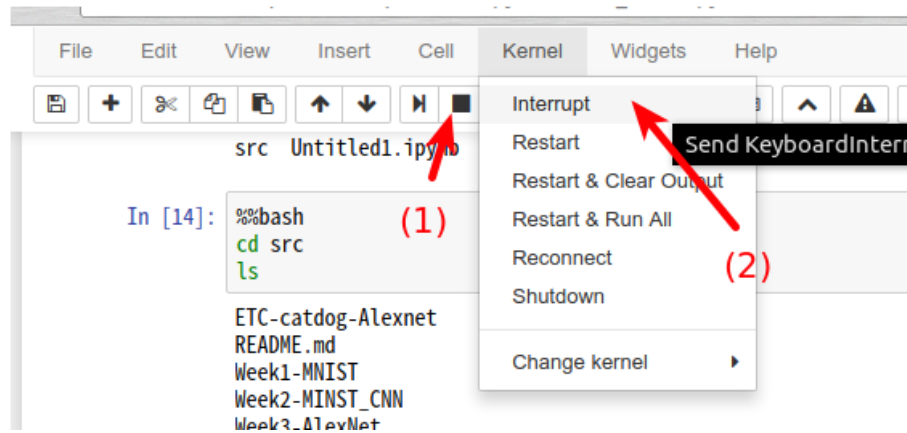 File Edit View Insert Cell Kernel Widgets Help
Interrupt
src Untitled1.ipynb
Restart
Send KeyboardInterr
Restart & Clear Output
In [14]: %%bash
(1)
Restart & Run All
cd src
ls
Reconnect
(2)
Shutdown
ETC-catdog-Alexnet
README.md
Week1-MNIST
Change kernel
Week2-MINST_CNN
Week3-AlexNet